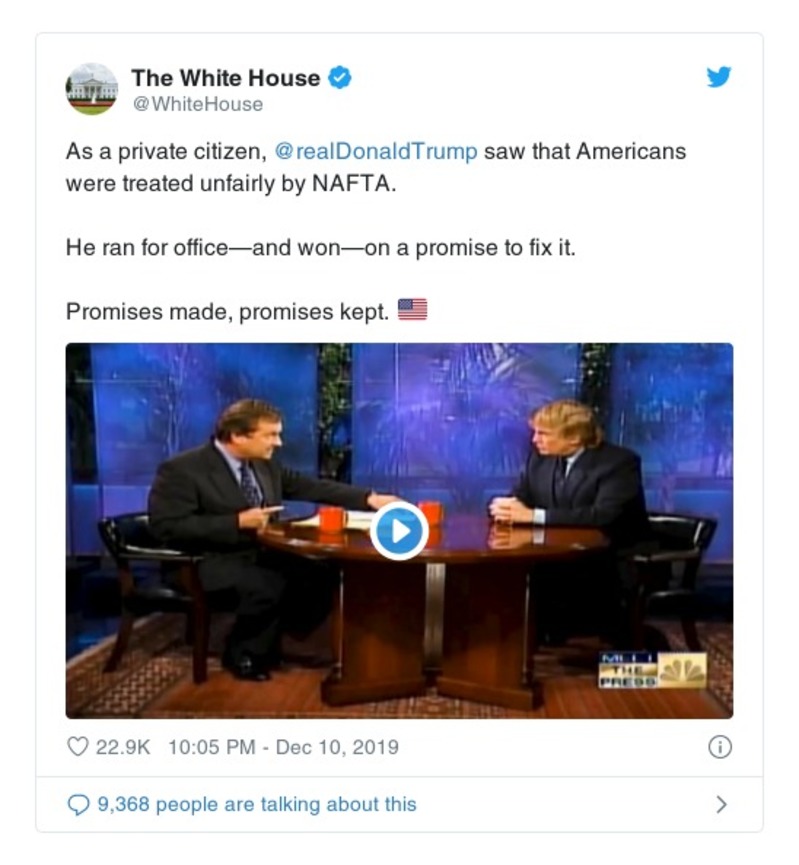 The White House
@WhiteHouse
As a private citizen, @realDonaldTrump saw that Americans
were treated unfairly by NAFTA.
He ran for office—and won—on a promise to fix it.
Promises made, promises kept. 🇺🇸
THE
PRESS
22.9K 10:05 PM - Dec 10, 2019
9,368 people are talking about this